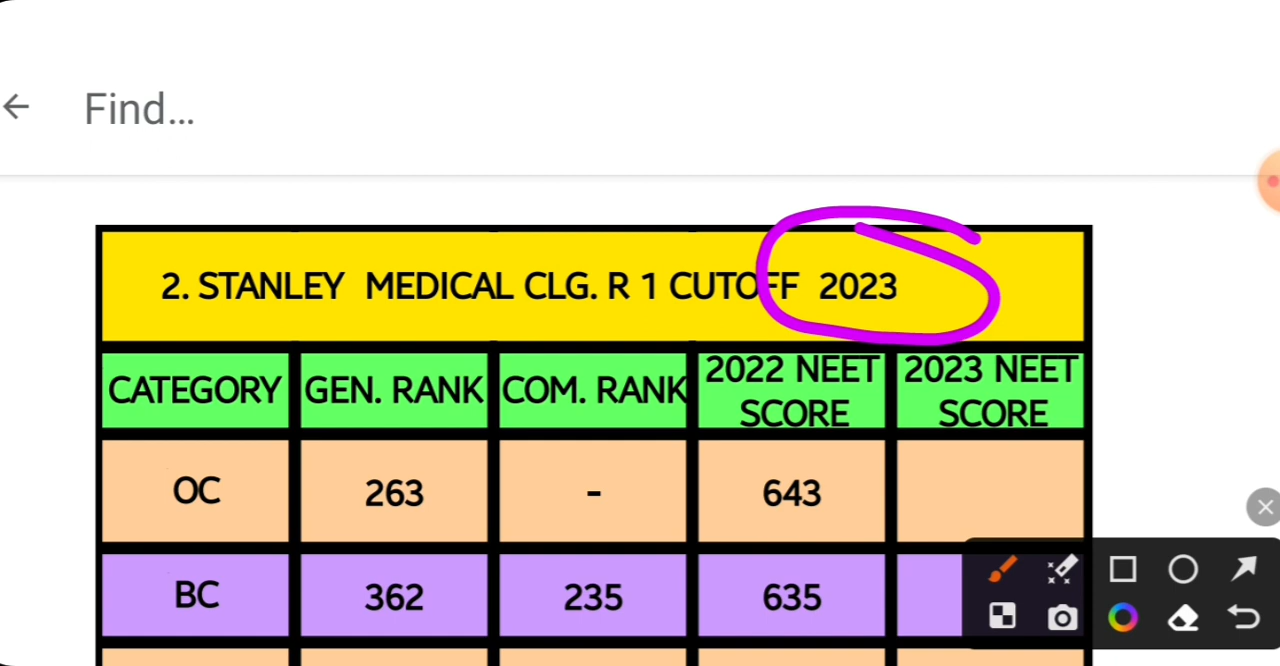 Find...
2. STANLEY MEDICAL CLG. R 1 CUTOFF 2023
CATEGORY GEN. RANK COM. RANK 2022 NEET SCORE 2023 NEET SCORE
OC 263 - 643
BC 362 235 635